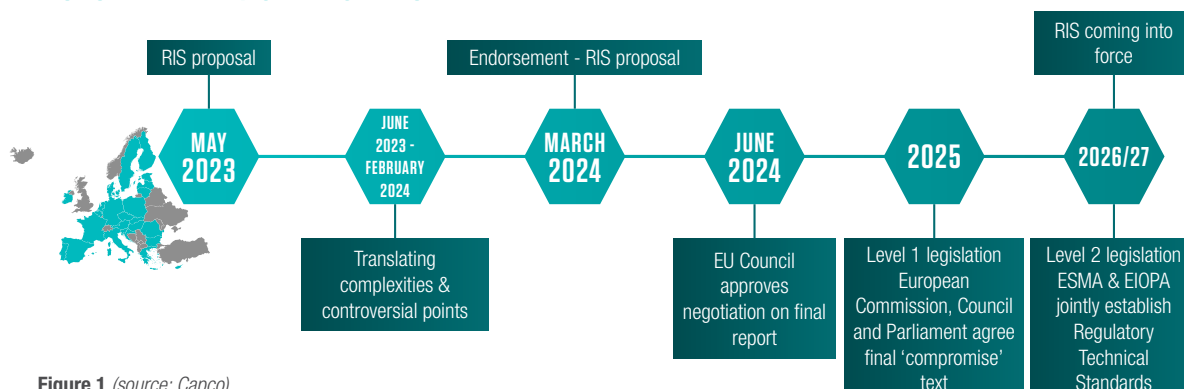 RIS proposal
MAY
2023
JUNE
2023 -
FEBRUARY
2024
Translating
complexities &
controversial points
Endorsement - RIS proposal
MARCH
2024
JUNE
2024
EU Council
approves
negotiation on final
report
2025
Level 1 legislation
European
Commission, Council
and Parliament agree
final ‘compromise’
text
RIS coming into
force
2026/27
Level 2 legislation
ESMA & EIOPA
jointly establish
Regulatory
Technical
Standards
Figure 1 (source: Capco)